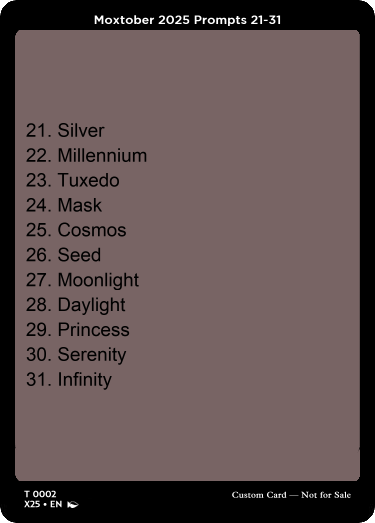 Moxtober 2025 Prompts 21-31
21. Silver
22. Millennium
23. Tuxedo
24. Mask
25. Cosmos
26. Seed
27. Moonlight
28. Daylight
29. Princess
30. Serenity
31. Infinity
T 0002
X25 • EN
Custom Card — Not for Sale